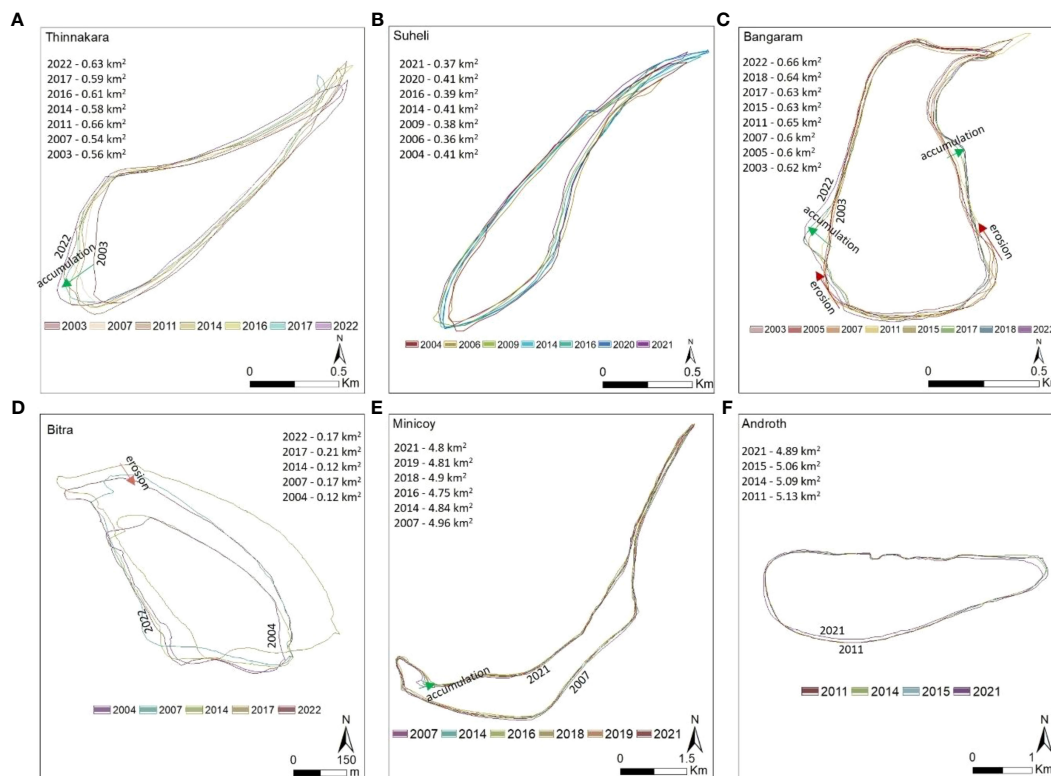 A
Thinnakara
2022 - 0.63 km²
2017 - 0.59 km²
2016 - 0.61 km²
2014 - 0.58 km²
2011 - 0.66 km²
2007 - 0.54 km²
2003 - 0.56 km²
2022
2003
accumulation
2003 2007 2011 2014 2016 2017 2022
N
0 0.5
Km
B
Suheli
2021 - 0.37 km²
2020 - 0.41 km²
2016 - 0.39 km²
2014 - 0.41 km²
2009 - 0.38 km²
2006 - 0.36 km²
2004 - 0.41 km²
2004 2006 2009 2014 2016 2020 2021
N
0 0.5
Km
C
Bangaram
2022 - 0.66 km²
2018 - 0.64 km²
2017 - 0.63 km²
2015 - 0.63 km²
2011 - 0.65 km²
2007 - 0.6 km²
2005 - 0.6 km²
2003 - 0.62 km²
accumulation
2022
2003
accumulation
erosion
erosion
2003 2005 2007 2011 2015 2017 2018 2022
N
0 0.5
Km
D
Bitra
2022 - 0.17 km²
2017 - 0.21 km²
2014 - 0.12 km²
2007 - 0.17 km²
2004 - 0.12 km²
erosion
2022
2004
2004 2007 2014 2017 2022
N
0 150
m
E
Minicoy
2021 - 4.8 km²
2019 - 4.81 km²
2018 - 4.9 km²
2016 - 4.75 km²
2014 - 4.84 km²
2007 - 4.96 km²
accumulation
2021
2007
2007 2014 2016 2018 2019 2021
N
0 1.5
Km
F
Androth
2021 - 4.89 km²
2015 - 5.06 km²
2014 - 5.09 km²
2011 - 5.13 km²
2021
2011
2011 2014 2015 2021
N
0 1
Km